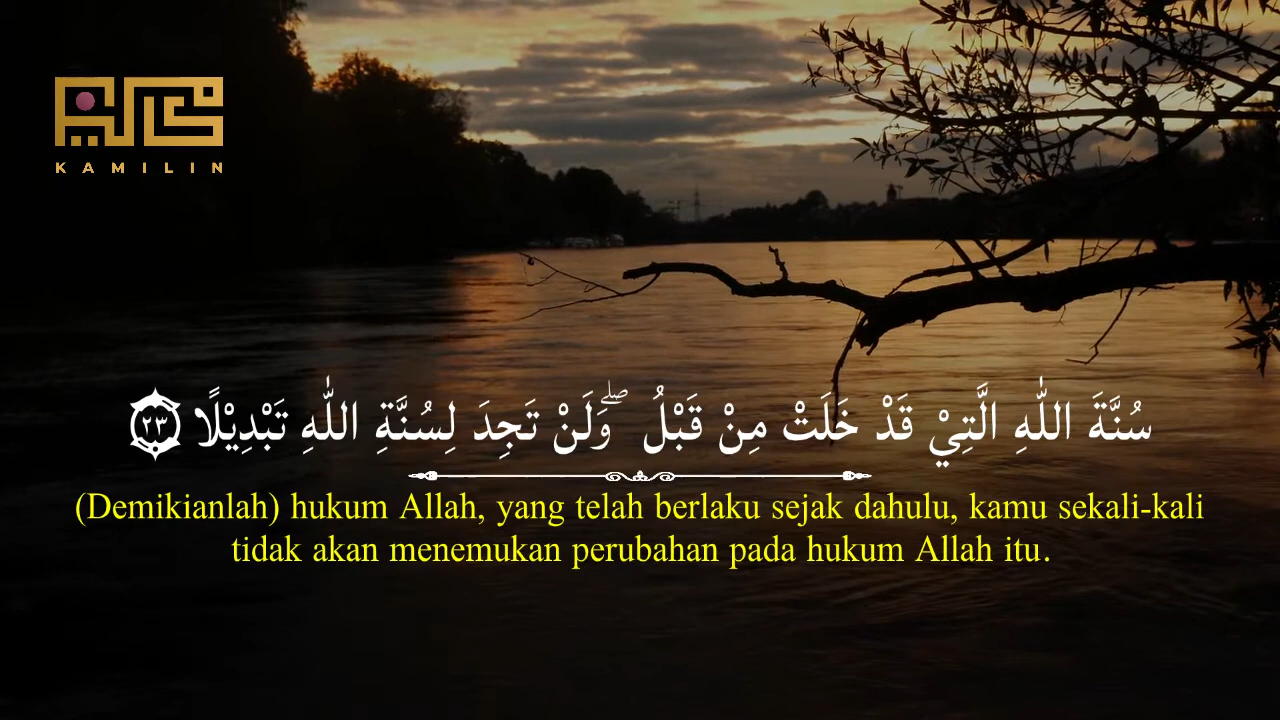 KAMILIN
سُنَّةَ اللّٰهِ الَّتِيْ قَدْ خَلَتْ مِنْ قَبْلُ ۖوَلَنْ تَجِدَ لِسُنَّةِ اللّٰهِ تَبْدِيْلًا ٢٣
(Demikianlah) hukum Allah, yang telah berlaku sejak dahulu, kamu sekali-kali
tidak akan menemukan perubahan pada hukum Allah itu.